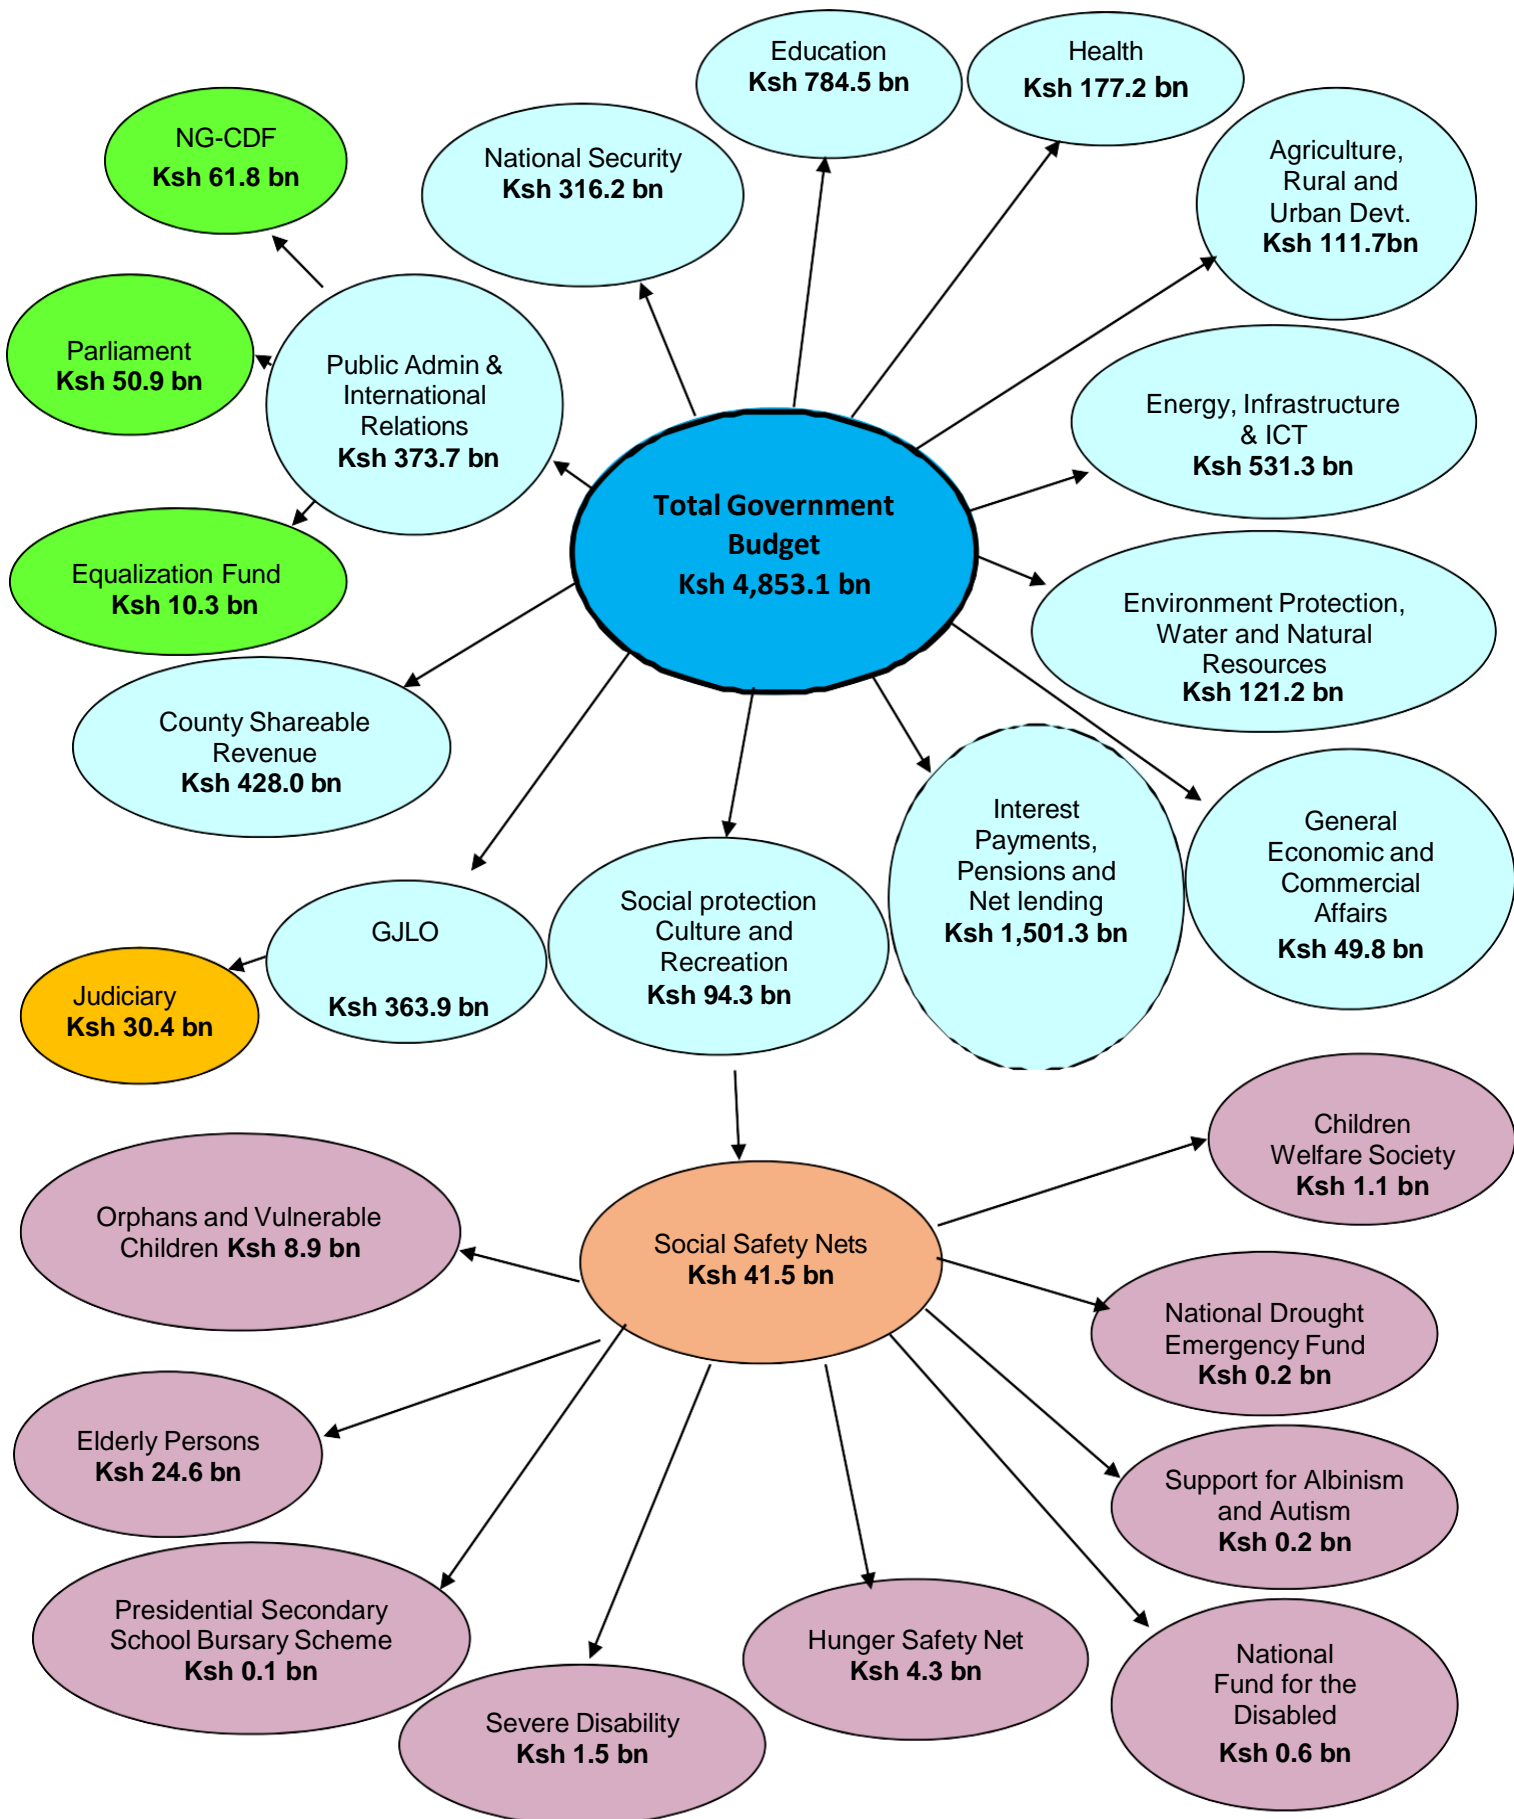 Education
Ksh 784.5 bn
Health
Ksh 177.2 bn
NG-CDF
Ksh 61.8 bn
National Security
Ksh 316.2 bn
Agriculture,
Rural and
Urban Devt.
Ksh 111.7bn
Parliament
Ksh 50.9 bn
Public Admin &
International
Relations
Ksh 373.7 bn
Energy, Infrastructure
& ICT
Ksh 531.3 bn
Total Government
Budget
Ksh 4,853.1 bn
Equalization Fund
Ksh 10.3 bn
Environment Protection,
Water and Natural
Resources
Ksh 121.2 bn
County Shareable
Revenue
Ksh 428.0 bn
Interest
Payments,
Pensions and
Net lending
Ksh 1,501.3 bn
General
Economic and
Commercial
Affairs
Ksh 49.8 bn
Social protection
Culture and
Recreation
Ksh 94.3 bn
GJLO
Ksh 363.9 bn
Judiciary
Ksh 30.4 bn
Children
Welfare Society
Ksh 1.1 bn
Orphans and Vulnerable
Children Ksh 8.9 bn
Social Safety Nets
Ksh 41.5 bn
National Drought
Emergency Fund
Ksh 0.2 bn
Elderly Persons
Ksh 24.6 bn
Support for Albinism
and Autism
Ksh 0.2 bn
Presidential Secondary
School Bursary Scheme
Ksh 0.1 bn
Hunger Safety Net
Ksh 4.3 bn
National
Fund for the
Disabled
Ksh 0.6 bn
Severe Disability
Ksh 1.5 bn